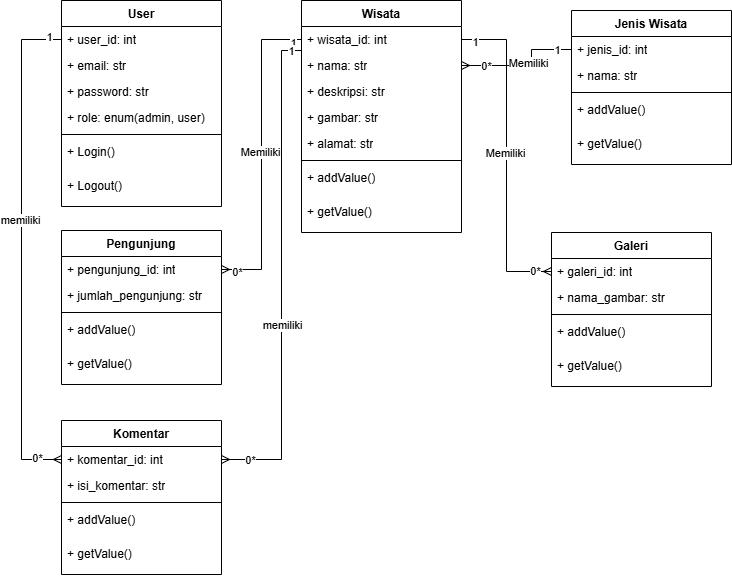 User
+ user_id: int
+ email: str
+ password: str
+ role: enum(admin, user)
+ Login()
+ Logout()
Wisata
+ wisata_id: int
+ nama: str
+ deskripsi: str
+ gambar: str
+ alamat: str
+ addValue()
+ getValue()
Jenis Wisata
+ jenis_id: int
+ nama: str
+ addValue()
+ getValue()
Pengunjung
+ pengunjung_id: int
+ jumlah_pengunjung: str
+ addValue()
+ getValue()
Galeri
+ galeri_id: int
+ nama_gambar: str
+ addValue()
+ getValue()
Komentar
+ komentar_id: int
+ isi_komentar: str
+ addValue()
+ getValue()
1
memiliki
0*
1
Memiliki
0*
1
memiliki
0*
1
Memiliki
0*
1
Memiliki
0*